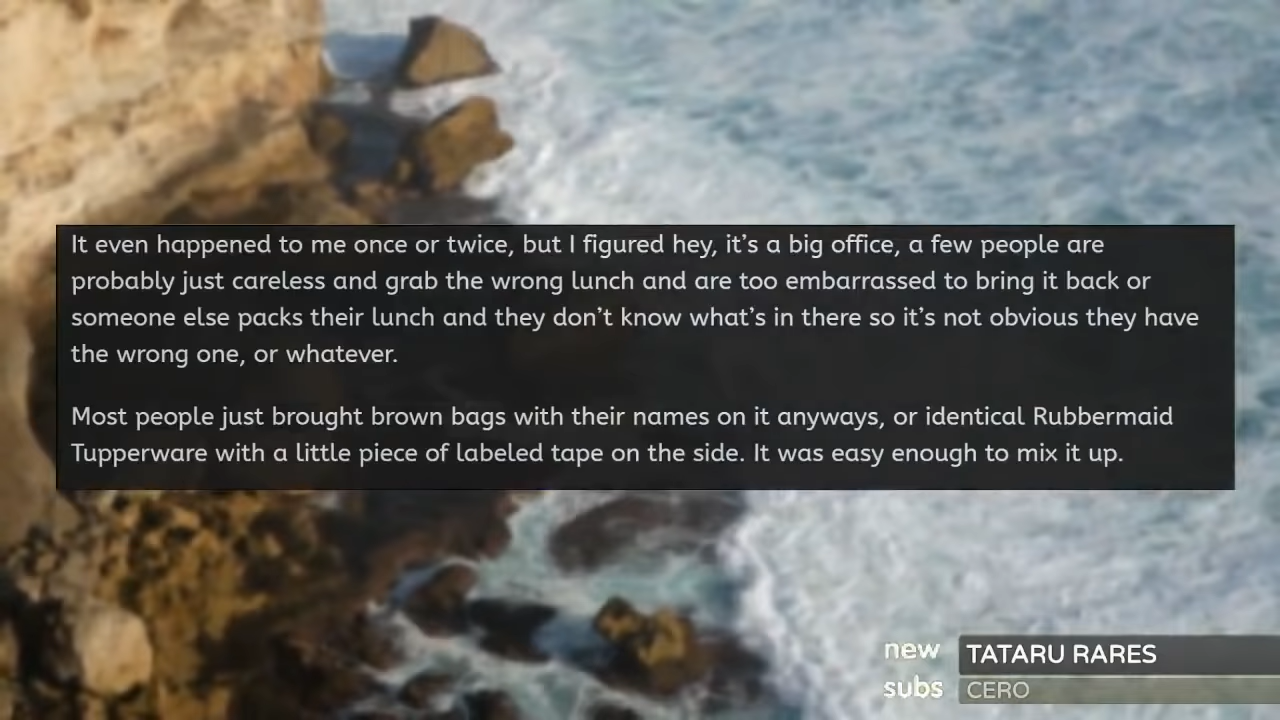 It even happened to me once or twice, but I figured hey, it’s a big office, a few people are
probably just careless and grab the wrong lunch and are too embarrassed to bring it back or
someone else packs their lunch and they don’t know what’s in there so it’s not obvious they have
the wrong one, or whatever.
Most people just brought brown bags with their names on it anyways, or identical Rubbermaid
Tupperware with a little piece of labeled tape on the side. It was easy enough to mix it up.
new TATARU RARES
subs CERO